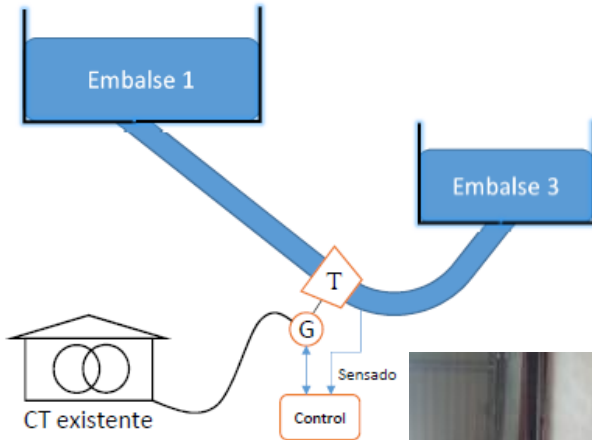 Embalse 1
Embalse 3
T
G
Sensado
Control
CT existente